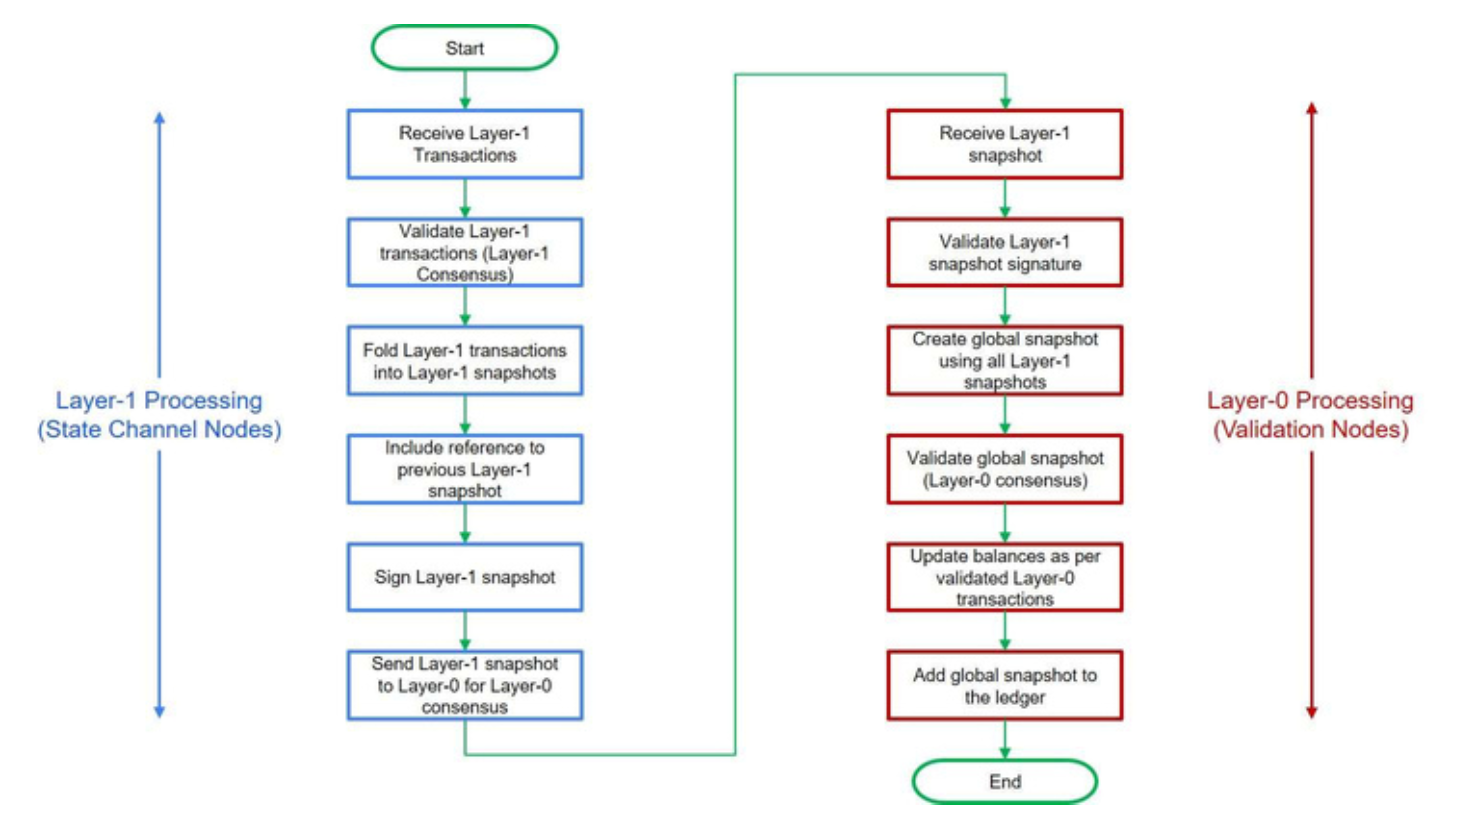 Start
Receive Layer-1
Transactions
Validate Layer-1
transactions (Layer-1
Consensus)
Fold Layer-1 transactions
into Layer-1 snapshots
Include reference to
previous Layer-1
snapshot
Sign Layer-1 snapshot
Send Layer-1 snapshot
to Layer-0 for Layer-0
consensus
Layer-1 Processing
(State Channel Nodes)
Receive Layer-1
snapshot
Validate Layer-1
snapshot signature
Create global snapshot
using all Layer-1
snapshots
Validate global snapshot
(Layer-0 consensus)
Update balances as per
validated Layer-0
transactions
Add global snapshot to
the ledger
End
Layer-0 Processing
(Validation Nodes)